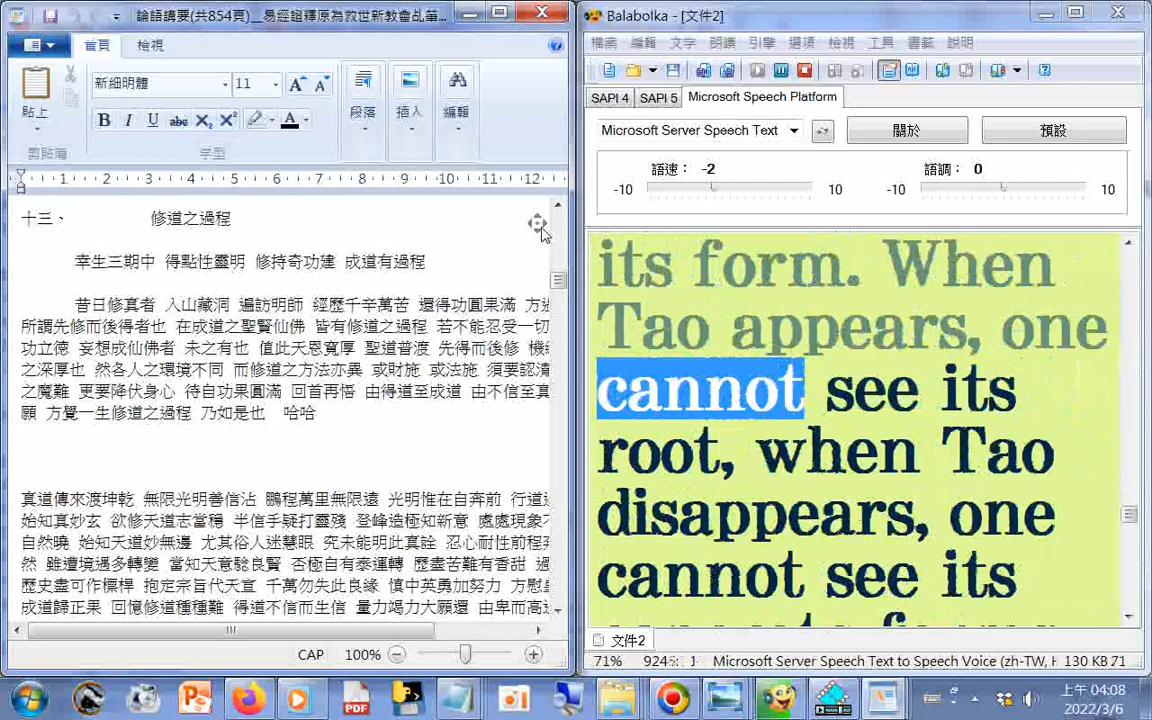 論語講要(共854頁)__易經證釋原為救世新教會乩筆...
首頁
檢視
新細明體
11
貼上
剪貼簿
字型
段落
插入
編輯
1 2 3 4 5 6 7 8 9 10 11 12
十三、 修道之過程
幸生三期中 得點性靈明 修持奇功建 成道有過程
昔日修真者 入山藏洞 遍訪明師 經歷千辛萬苦 還得功圓果滿 方
所謂先修而後得者也 在成道之聖賢仙佛 皆有修道之過程 若不能忍受一切
功立德 妄想成仙佛者 未之有也 值此天恩寬厚 聖道普渡 先得而後修 機
之深厚也 然各人之環境不同 而修道之方法亦異 或財施 或法施 須要認清
之魔難 更要降伏身心 待自功果圓滿 回首再悟 由得道至成道 由不信至真
願 方覺一生修道之過程 乃如是也 哈哈
真道傳來渡坤乾 無限光明善信沾 鵬程萬里無限遠 光明惟在自奔前 行道
始知真妙玄 欲修天道志當穩 半信半疑打靈殘 登峰造極知新意 處處現象
自然曉 始知天道妙無邊 尤其俗人迷慧眼 究未能明此真詮 忍心耐性前程
然 雖遭境遇多轉變 當知天意驗良賢 否極自有泰運轉 歷盡苦難有香甜 過
歷史盡可作標桿 抱定宗旨代天宣 千萬勿失此良緣 慎中英勇加努力 方慰
成道歸正果 回憶修道種種難 得道不信而生信 量力竭力大願還 由卑而高
CAP 100%
Balabolka - [文件2]
檔案 編輯 文字 朗讀 引擎 選項 檢視 工具 書籤 說明
SAPI 4 SAPI 5 Microsoft Speech Platform
Microsoft Server Speech Text
關於
預設
語速： -2
語調： 0
-10 10 -10 10
its form. When
Tao appears, one
cannot see its
root, when Tao
disappears, one
cannot see its
文件2
71% Microsoft Server Speech Text to Speech Voice (zh-TW, H 130 KB 71
上午 04:08
2022/3/6